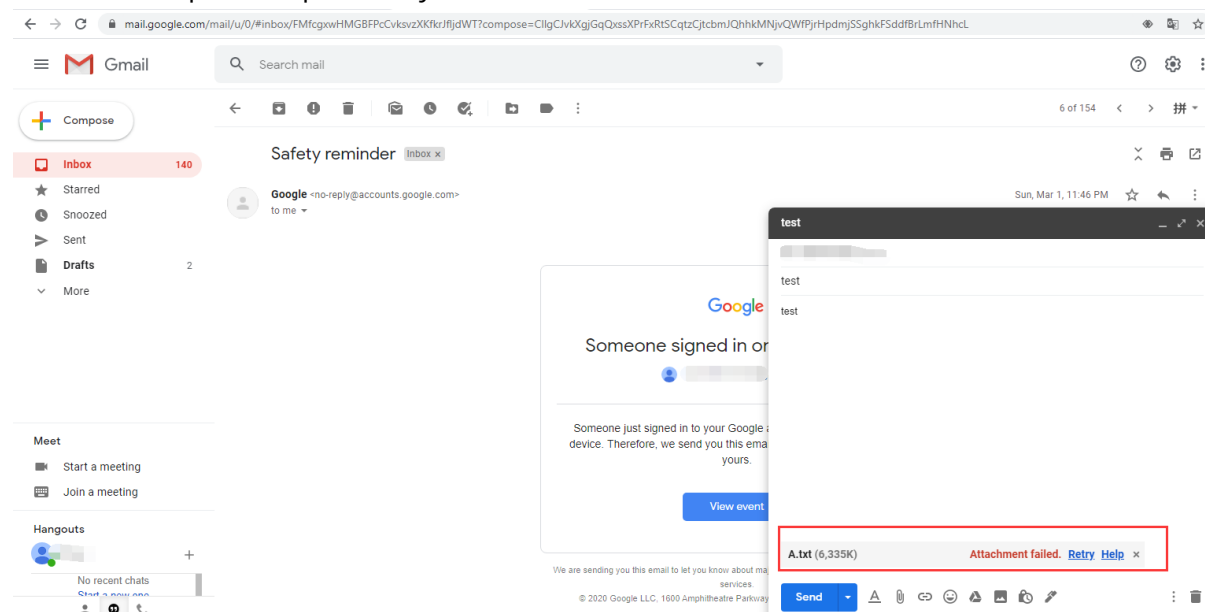 mail.google.com/mail/u/0/#inbox/FMfcgxwHMGBFPcCvksvzXKfkrJfljdWT?compose=CllgCJvkXgjGqQxssXPrFxRtSCqtzCjtcbmJQhhkMNjvQWfPjrHpdmjSSghkFSddfBrLmfHNhcL
Gmail
Search mail
Compose
6 of 154
拼
Inbox 140
Starred
Snoozed
Sent
Drafts 2
More
Meet
Start a meeting
Join a meeting
Hangouts
No recent chats
Start a new one
Safety reminder Inbox x
Google <no-reply@accounts.google.com>
to me
Sun, Mar 1, 11:46 PM
Google
Someone signed in or
Someone just signed in to your Google
device. Therefore, we send you this ema
yours.
View event
We are sending you this email to let you know about ma
services.
© 2020 Google LLC, 1600 Amphitheatre Parkway
test
test
test
A.txt (6,335K) Attachment failed. Retry Help ×
Send